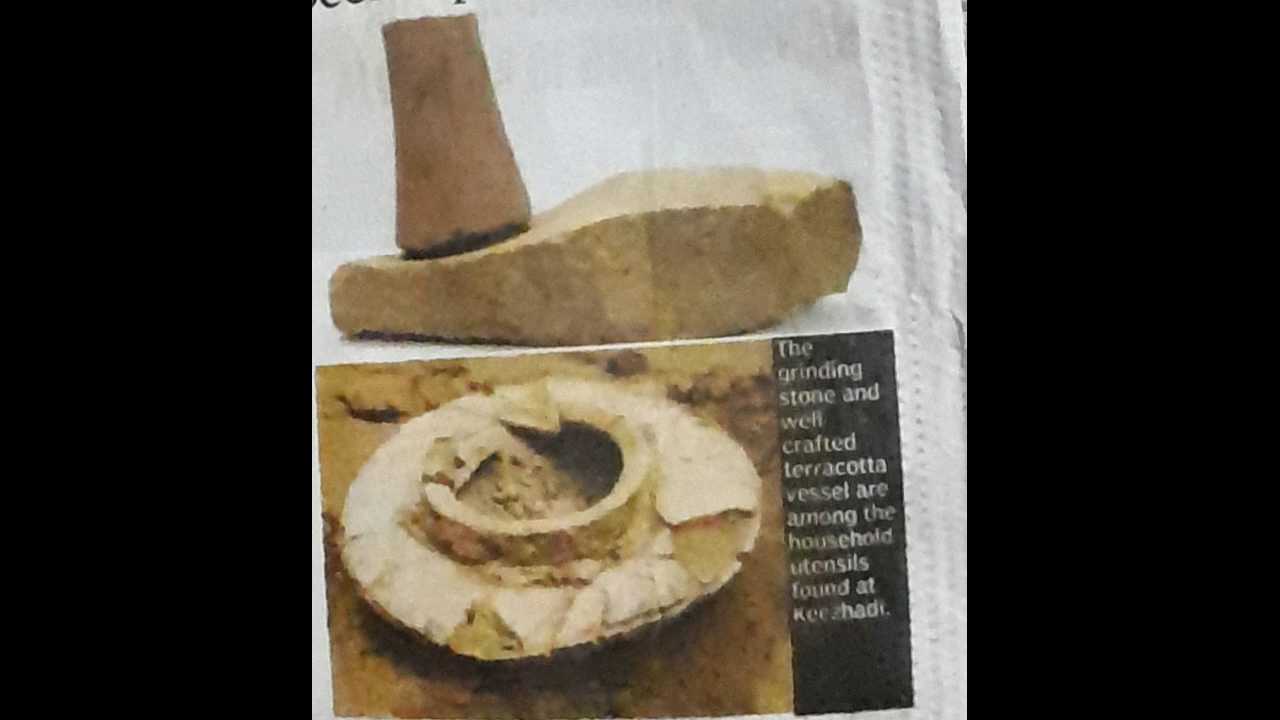 The
grinding
stone and
well
crafted
terracotta
vessel are
among the
household
utensils
found at
Keezhadi.